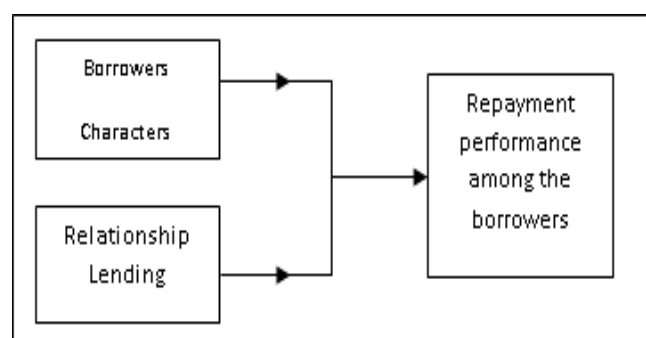 Borrowers
Characters
Relationship
Lending
Repayment
performance
among the
borrowers